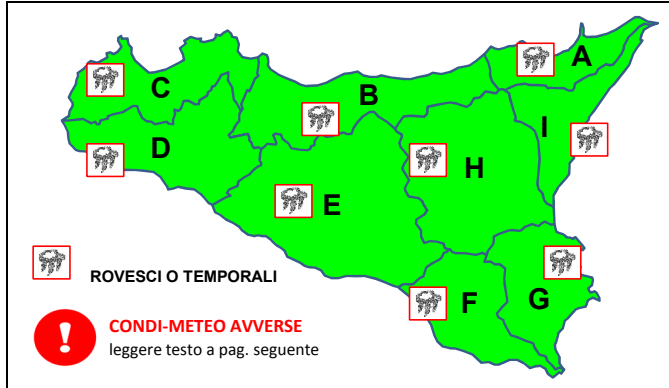 A
C
B
I
D
H
E
F
G
ROVESCI O TEMPORALI
!
CONDI-METEO AVVERSE
leggere testo a pag. seguente